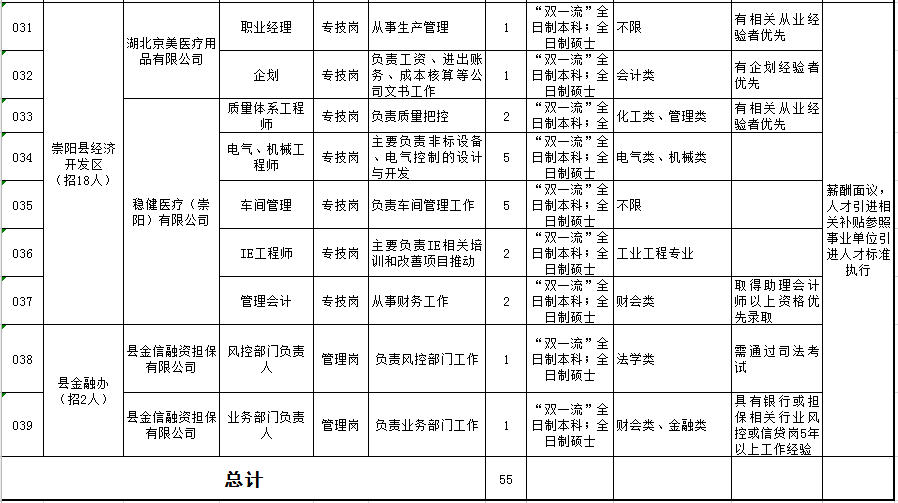 031
崇阳县经济
开发区
（招18人）
湖北京美医疗用
品有限公司
职业经理
专技岗
从事生产管理
1
“双一流”全
日制本科；全
日制硕士
不限
有相关从业经
验者优先
薪酬面议，
人才引进相
关补贴参照
事业单位引
进人才标准
执行
032
企划
专技岗
负责工资、进出账
务、成本核算等公
司文书工作
1
“双一流”全
日制本科；全
日制硕士
会计类
有企划经验者
优先
033
稳健医疗（崇
阳）有限公司
质量体系工程
师
专技岗
负责质量把控
2
“双一流”全
日制本科；全
日制硕士
化工类、管理类
有相关从业经
验者优先
034
电气、机械工
程师
专技岗
主要负责非标设备
、电气控制的设计
与开发
5
“双一流”全
日制本科；全
日制硕士
电气类、机械类
035
车间管理
专技岗
负责车间管理工作
5
“双一流”全
日制本科；全
日制硕士
不限
036
IE工程师
专技岗
主要负责IE相关培
训和改善项目推动
2
“双一流”全
日制本科；全
日制硕士
工业工程专业
037
管理会计
专技岗
从事财务工作
2
“双一流”全
日制本科；全
日制硕士
财会类
取得助理会计
师以上资格优
先录取
038
县金融办
（招2人）
县金信融资担保
有限公司
风控部门负责
人
管理岗
负责风控部门工作
1
“双一流”全
日制本科；全
日制硕士
法学类
需通过司法考
试
039
县金信融资担保
有限公司
业务部门负责
人
管理岗
负责业务部门工作
1
“双一流”全
日制本科；全
日制硕士
财会类、金融类
具有银行或担
保相关行业风
控或信贷岗5年
以上工作经验
总计
55